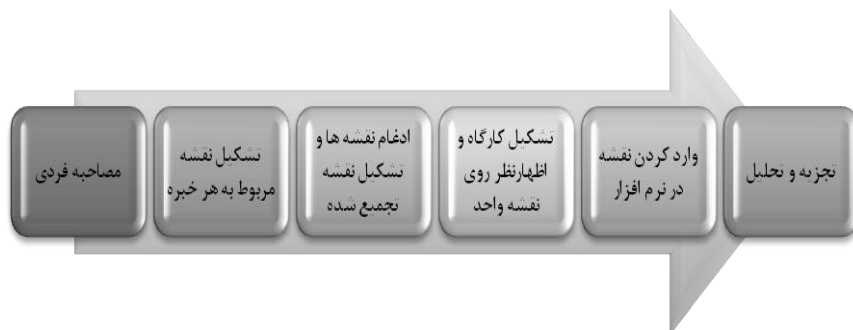 مصاحبه فردی
تشکیل نقشه
مربوط به هر خبره
ادغام نقشه ها و
تشکیل نقشه
تجمیع شده
تشکیل کارگاه و
اظهارنظر روی
نقشه واحد
وارد کردن نقشه
در نرم افزار
تجزیه و تحلیل